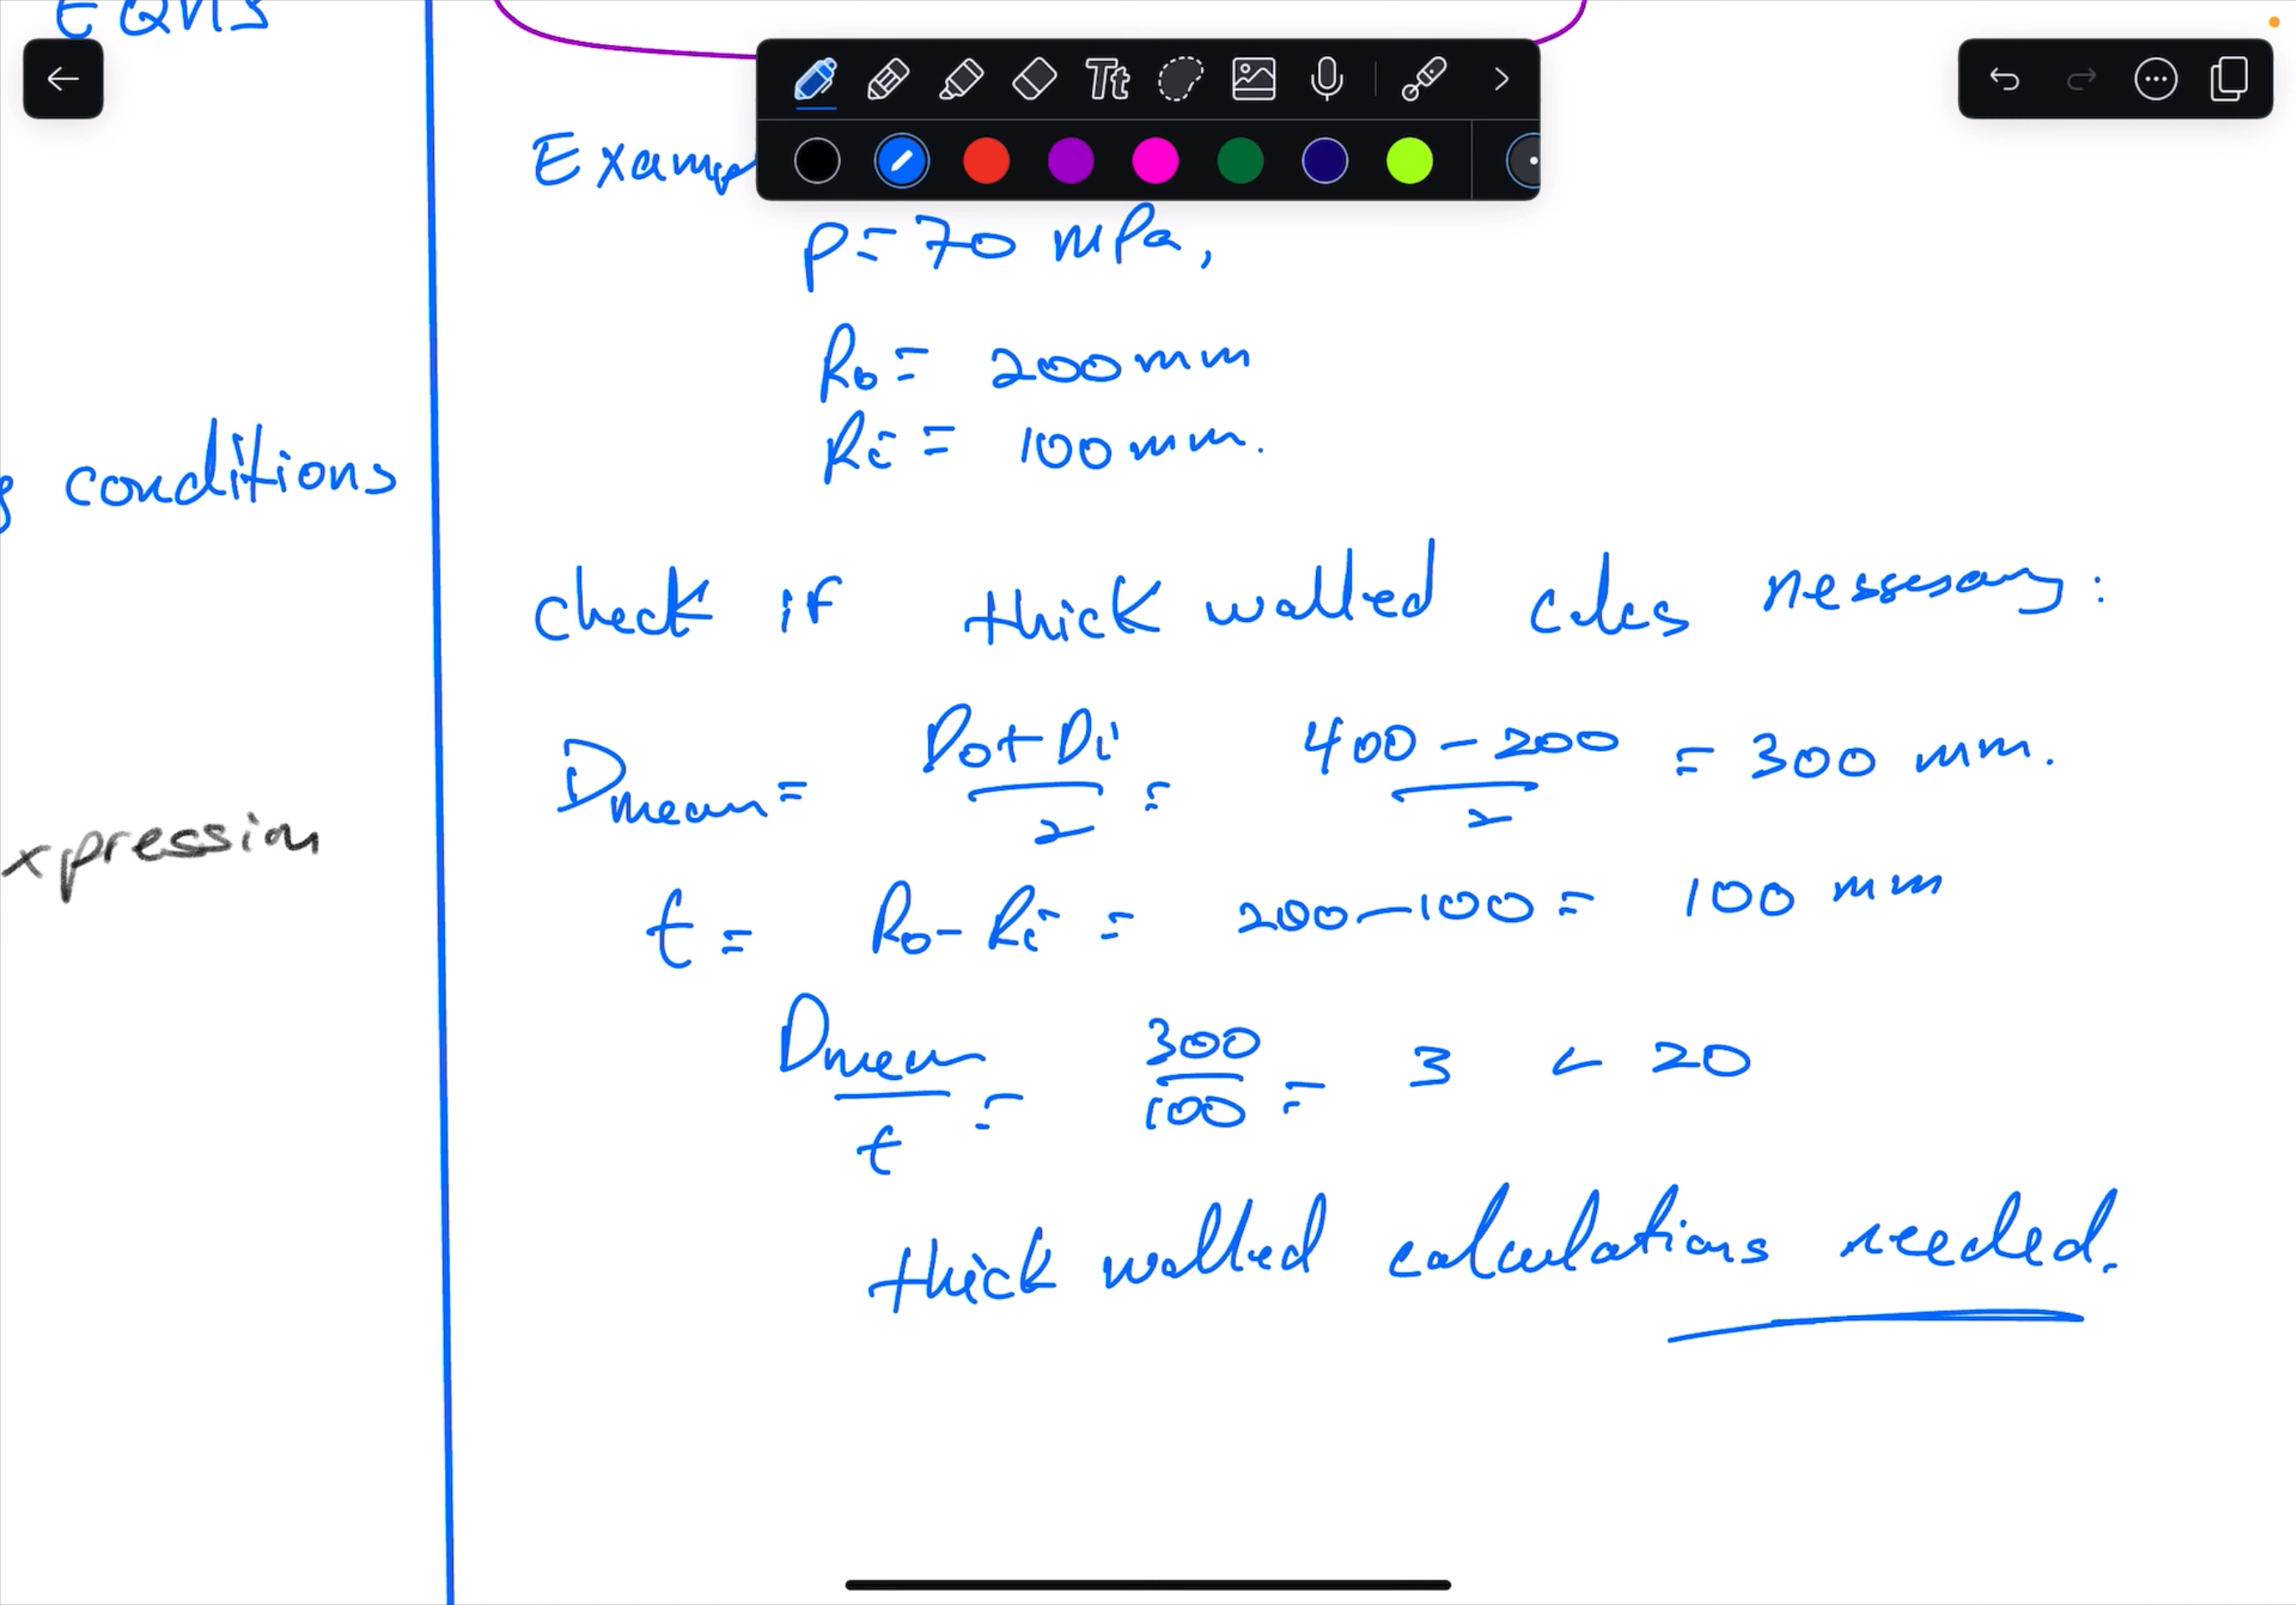 EQNS
Examp
P = 70 MPa,
Ro = 200mm
Ri = 100mm.
conditions
check if thick walled calcs nessesary:
Dmean = Do + Di / 2 = 400 - 200 / 2 = 300 mm.
xpression
t = Ro - Ri = 200 - 100 = 100 mm
Dmean / t = 300 / 100 = 3 < 20
thick walled calculations needed.
Tt